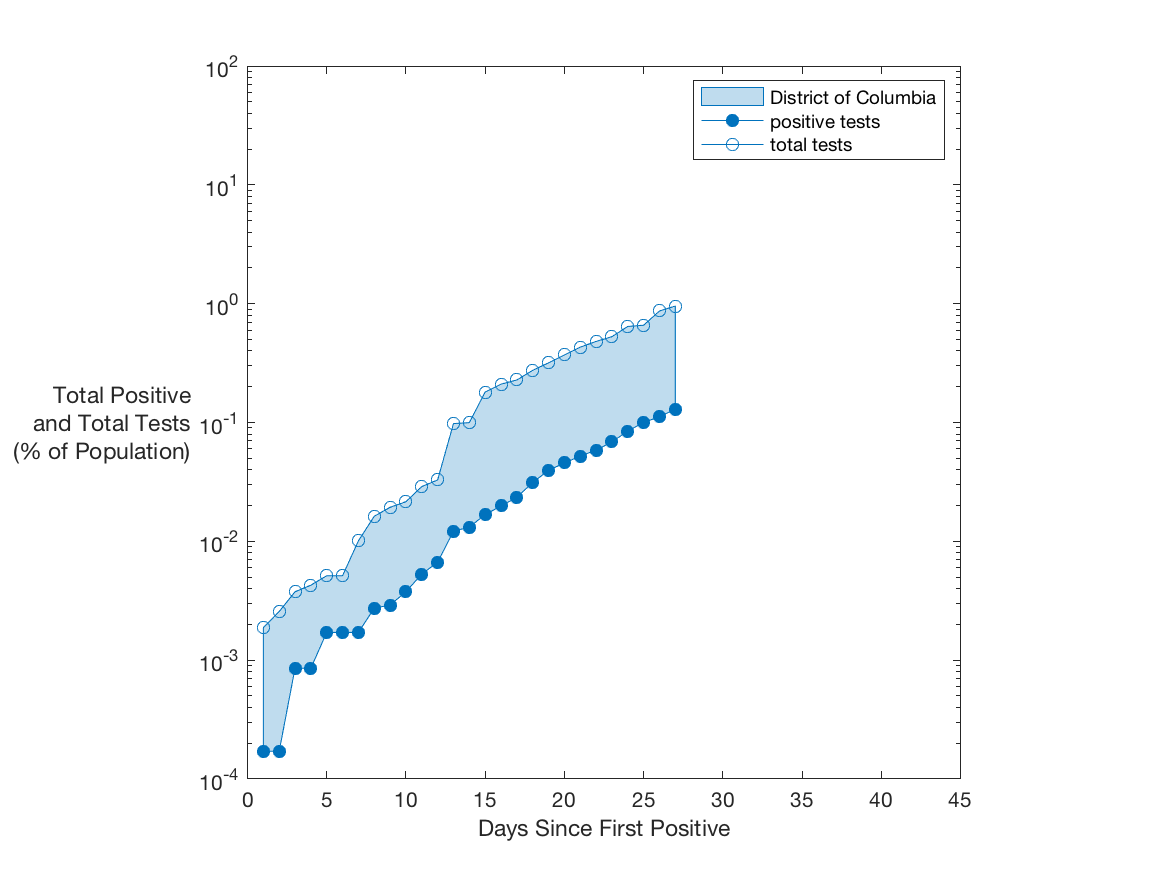 10^2
10^1
10^0
10^-1
10^-2
10^-3
10^-4
Total Positive
and Total Tests
(% of Population)
District of Columbia
positive tests
total tests
0 5 10 15 20 25 30 35 40 45
Days Since First Positive